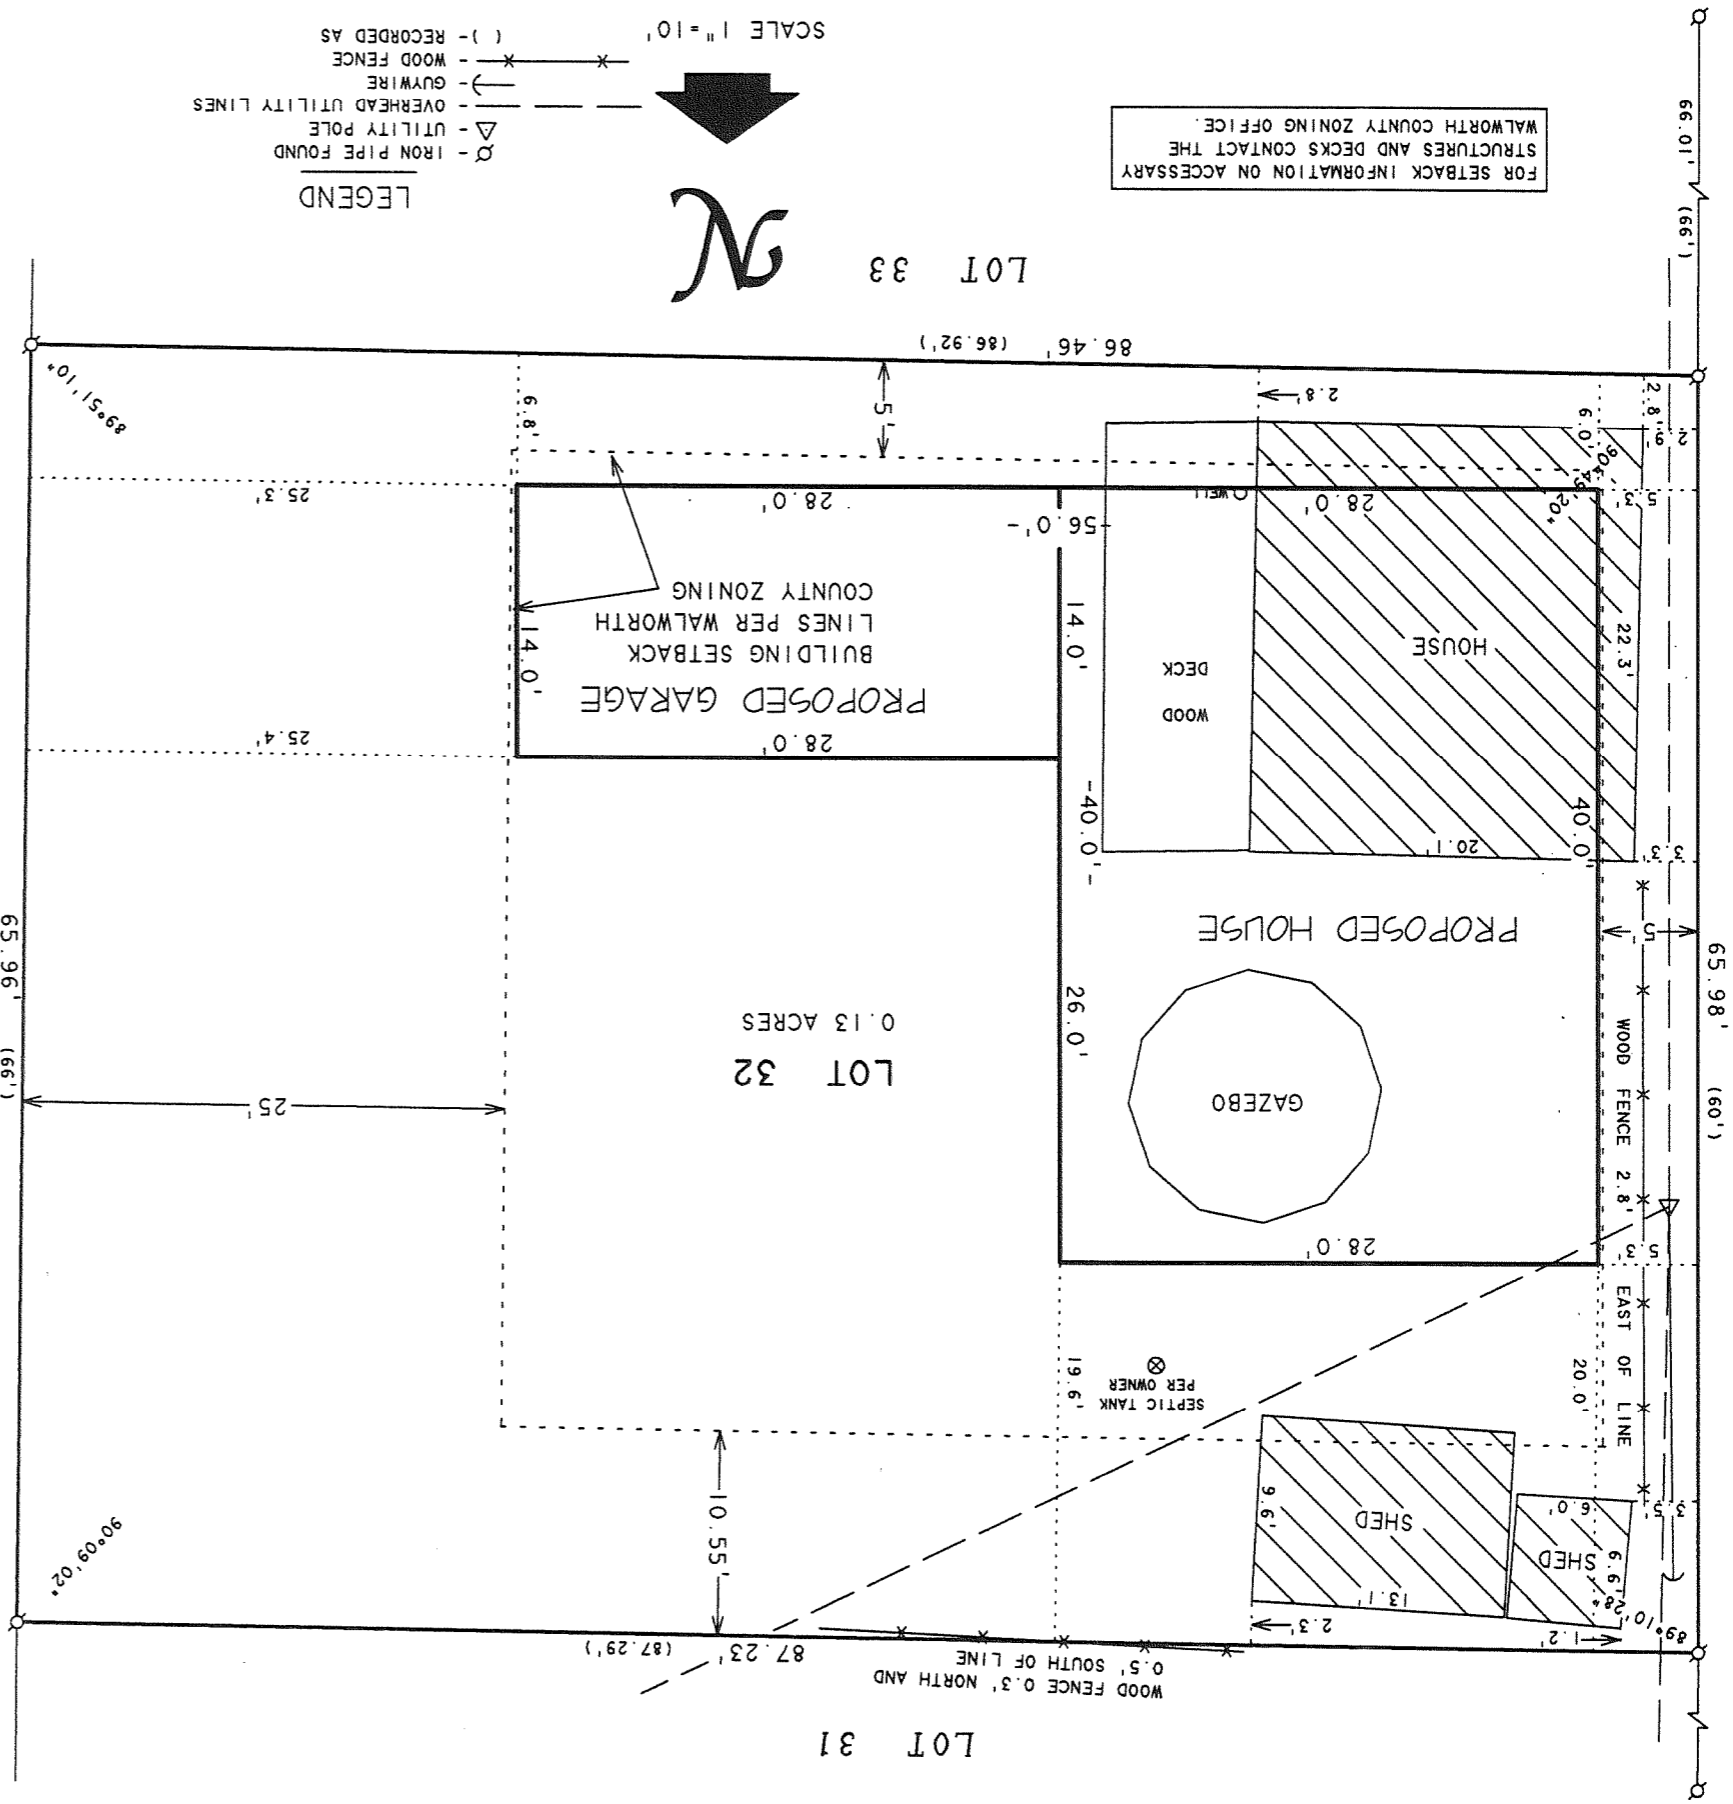 LOT 31
WOOD FENCE 0.3' NORTH AND
0.5' SOUTH OF LINE
87.23' (87.29')
89°10'28"
90°09'02"
1.2'
2.3'
SHED
6.6'
6.0'
3.5'
13.1'
SHED
9.6'
10.55'
SEPTIC TANK
PER OWNER
19.6'
20.0'
5.3'
28.0'
WOOD FENCE 2.8' EAST OF LINE
GAZEBO
26.0'
LOT 32
0.13 ACRES
25'
65.98' (60')
65.96' (66')
5'
PROPOSED HOUSE
-40.0'-
40.0'
3.3'
20.1'
HOUSE
22.3'
WOOD
DECK
14.0'
28.0'
25.4'
PROPOSED GARAGE
14.0'
BUILDING SETBACK
LINES PER WALWORTH
COUNTY ZONING
-56.0'-
WELL
28.0'
28.0'
25.3'
5.3'
90°49'20"
6.0'
2.9'
2.8'
2.8'
5'
6.8'
89°51'10"
86.46' (86.92')
LOT 33
N
66.01' (66')
FOR SETBACK INFORMATION ON ACCESSARY
STRUCTURES AND DECKS CONTACT THE
WALWORTH COUNTY ZONING OFFICE.
SCALE 1"=10'
LEGEND
- IRON PIPE FOUND
- UTILITY POLE
- OVERHEAD UTILITY LINES
- GUYWIRE
- WOOD FENCE
( )- RECORDED AS